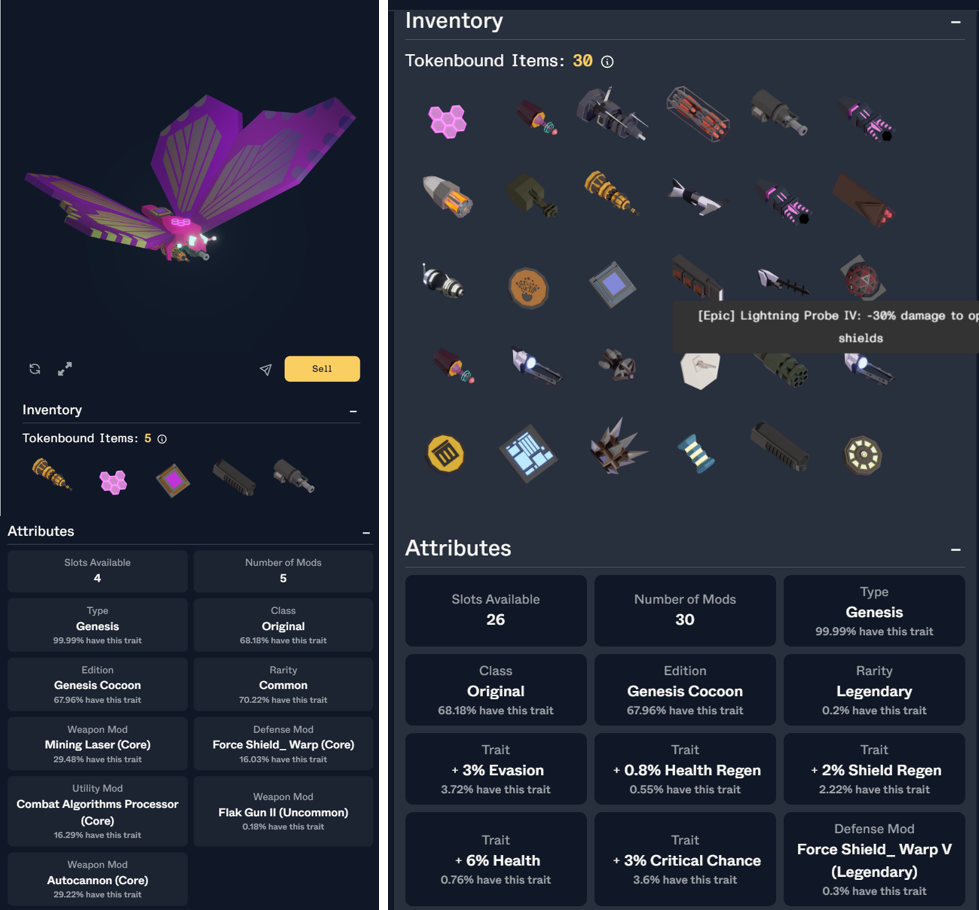 Sell
Inventory
Tokenbound Items: 5
Attributes
Slots Available
4
Number of Mods
5
Type
Genesis
99.99% have this trait
Class
Original
68.18% have this trait
Edition
Genesis Cocoon
67.96% have this trait
Rarity
Common
70.22% have this trait
Weapon Mod
Mining Laser (Core)
29.48% have this trait
Defense Mod
Force Shield_ Warp (Core)
16.03% have this trait
Utility Mod
Combat Algorithms Processor
(Core)
16.29% have this trait
Weapon Mod
Flak Gun II (Uncommon)
0.18% have this trait
Weapon Mod
Autocannon (Core)
29.22% have this trait
Inventory
Tokenbound Items: 30
[Epic] Lightning Probe IV: -30% damage to op
shields
Attributes
Slots Available
26
Number of Mods
30
Type
Genesis
99.99% have this trait
Class
Original
68.18% have this trait
Edition
Genesis Cocoon
67.96% have this trait
Rarity
Legendary
0.2% have this trait
Trait
+ 3% Evasion
3.72% have this trait
Trait
+ 0.8% Health Regen
0.55% have this trait
Trait
+ 2% Shield Regen
2.22% have this trait
Trait
+ 6% Health
0.76% have this trait
Trait
+ 3% Critical Chance
3.6% have this trait
Defense Mod
Force Shield_ Warp V
(Legendary)
0.3% have this trait